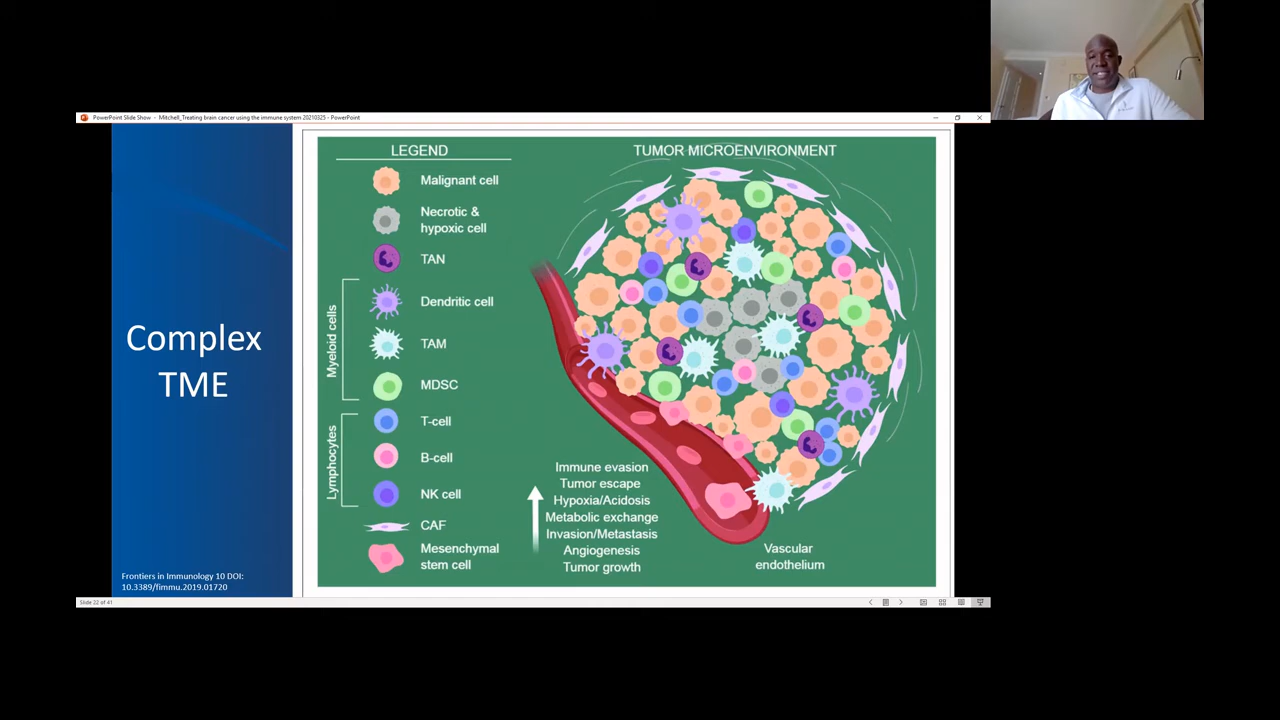 PowerPoint Slide Show - Mitchell_Treating brain cancer using the immune system 20210325 - PowerPoint
Complex
TME
Frontiers in Immunology 10 DOI:
10.3389/fimmu.2019.01720
LEGEND
Malignant cell
Necrotic &
hypoxic cell
TAN
Myeloid cells
Dendritic cell
TAM
MDSC
Lymphocytes
T-cell
B-cell
NK cell
CAF
Mesenchymal
stem cell
TUMOR MICROENVIRONMENT
Immune evasion
Tumor escape
Hypoxia/Acidosis
Metabolic exchange
Invasion/Metastasis
Angiogenesis
Tumor growth
Vascular
endothelium
Slide 22 of 41